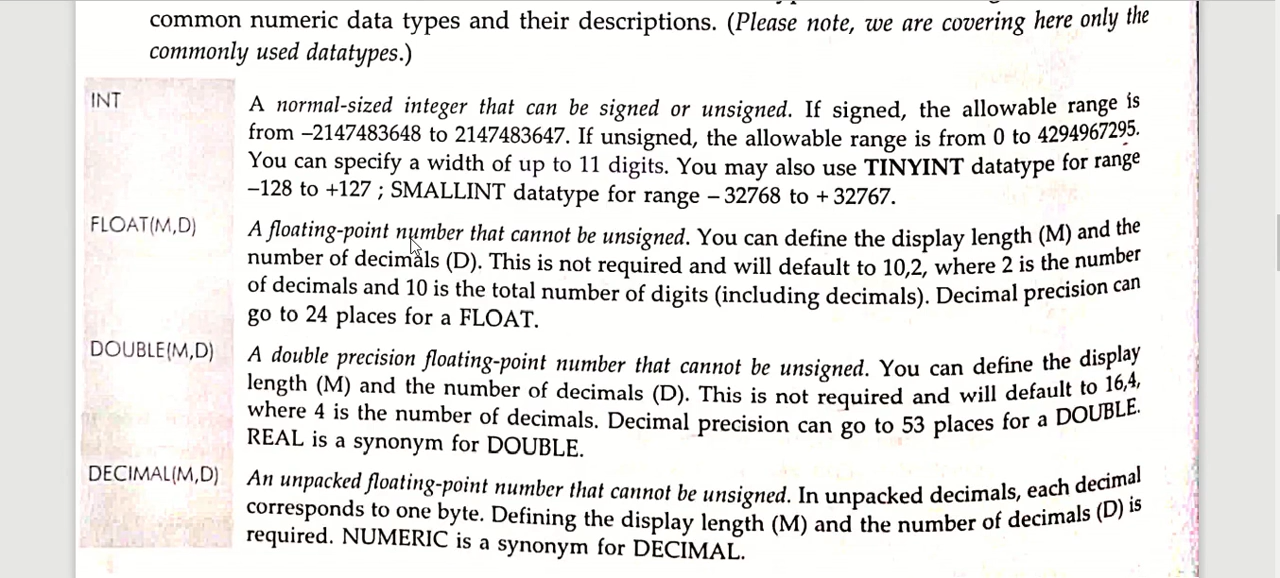 common numeric data types and their descriptions. (Please note, we are covering here only the
commonly used datatypes.)
INT
A normal-sized integer that can be signed or unsigned. If signed, the allowable range is
from –2147483648 to 2147483647. If unsigned, the allowable range is from 0 to 4294967295.
You can specify a width of up to 11 digits. You may also use TINYINT datatype for range
–128 to +127 ; SMALLINT datatype for range – 32768 to + 32767.
FLOAT(M,D)
A floating-point number that cannot be unsigned. You can define the display length (M) and the
number of decimals (D). This is not required and will default to 10,2, where 2 is the number
of decimals and 10 is the total number of digits (including decimals). Decimal precision can
go to 24 places for a FLOAT.
DOUBLE(M,D)
A double precision floating-point number that cannot be unsigned. You can define the display
length (M) and the number of decimals (D). This is not required and will default to 16,4,
where 4 is the number of decimals. Decimal precision can go to 53 places for a DOUBLE.
REAL is a synonym for DOUBLE.
DECIMAL(M,D)
An unpacked floating-point number that cannot be unsigned. In unpacked decimals, each decimal
corresponds to one byte. Defining the display length (M) and the number of decimals (D) is
required. NUMERIC is a synonym for DECIMAL.